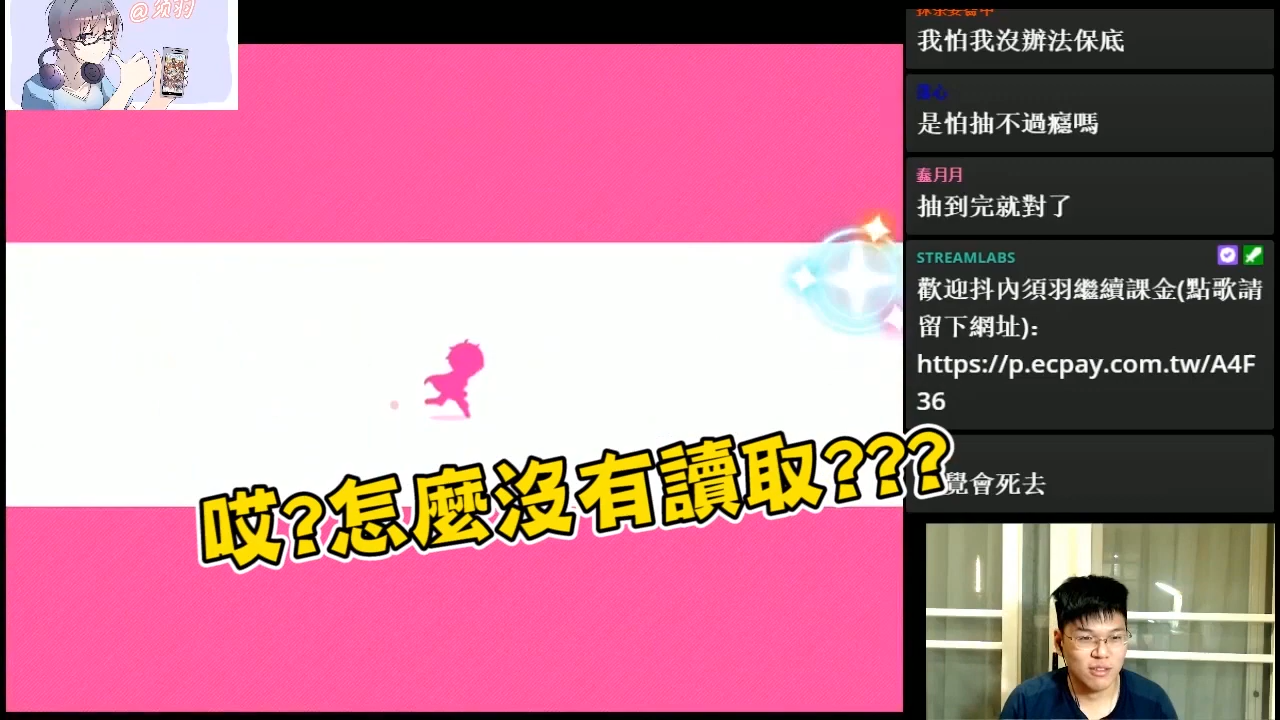 @須羽
我怕我沒辦法保底
是怕抽不過癮嗎
蠢月月
抽到完就對了
STREAMLABS
歡迎抖內須羽繼續課金(點歌請
留下網址):
https://p.ecpay.com.tw/A4F
36
覺會死去
哎?怎麼沒有讀取???